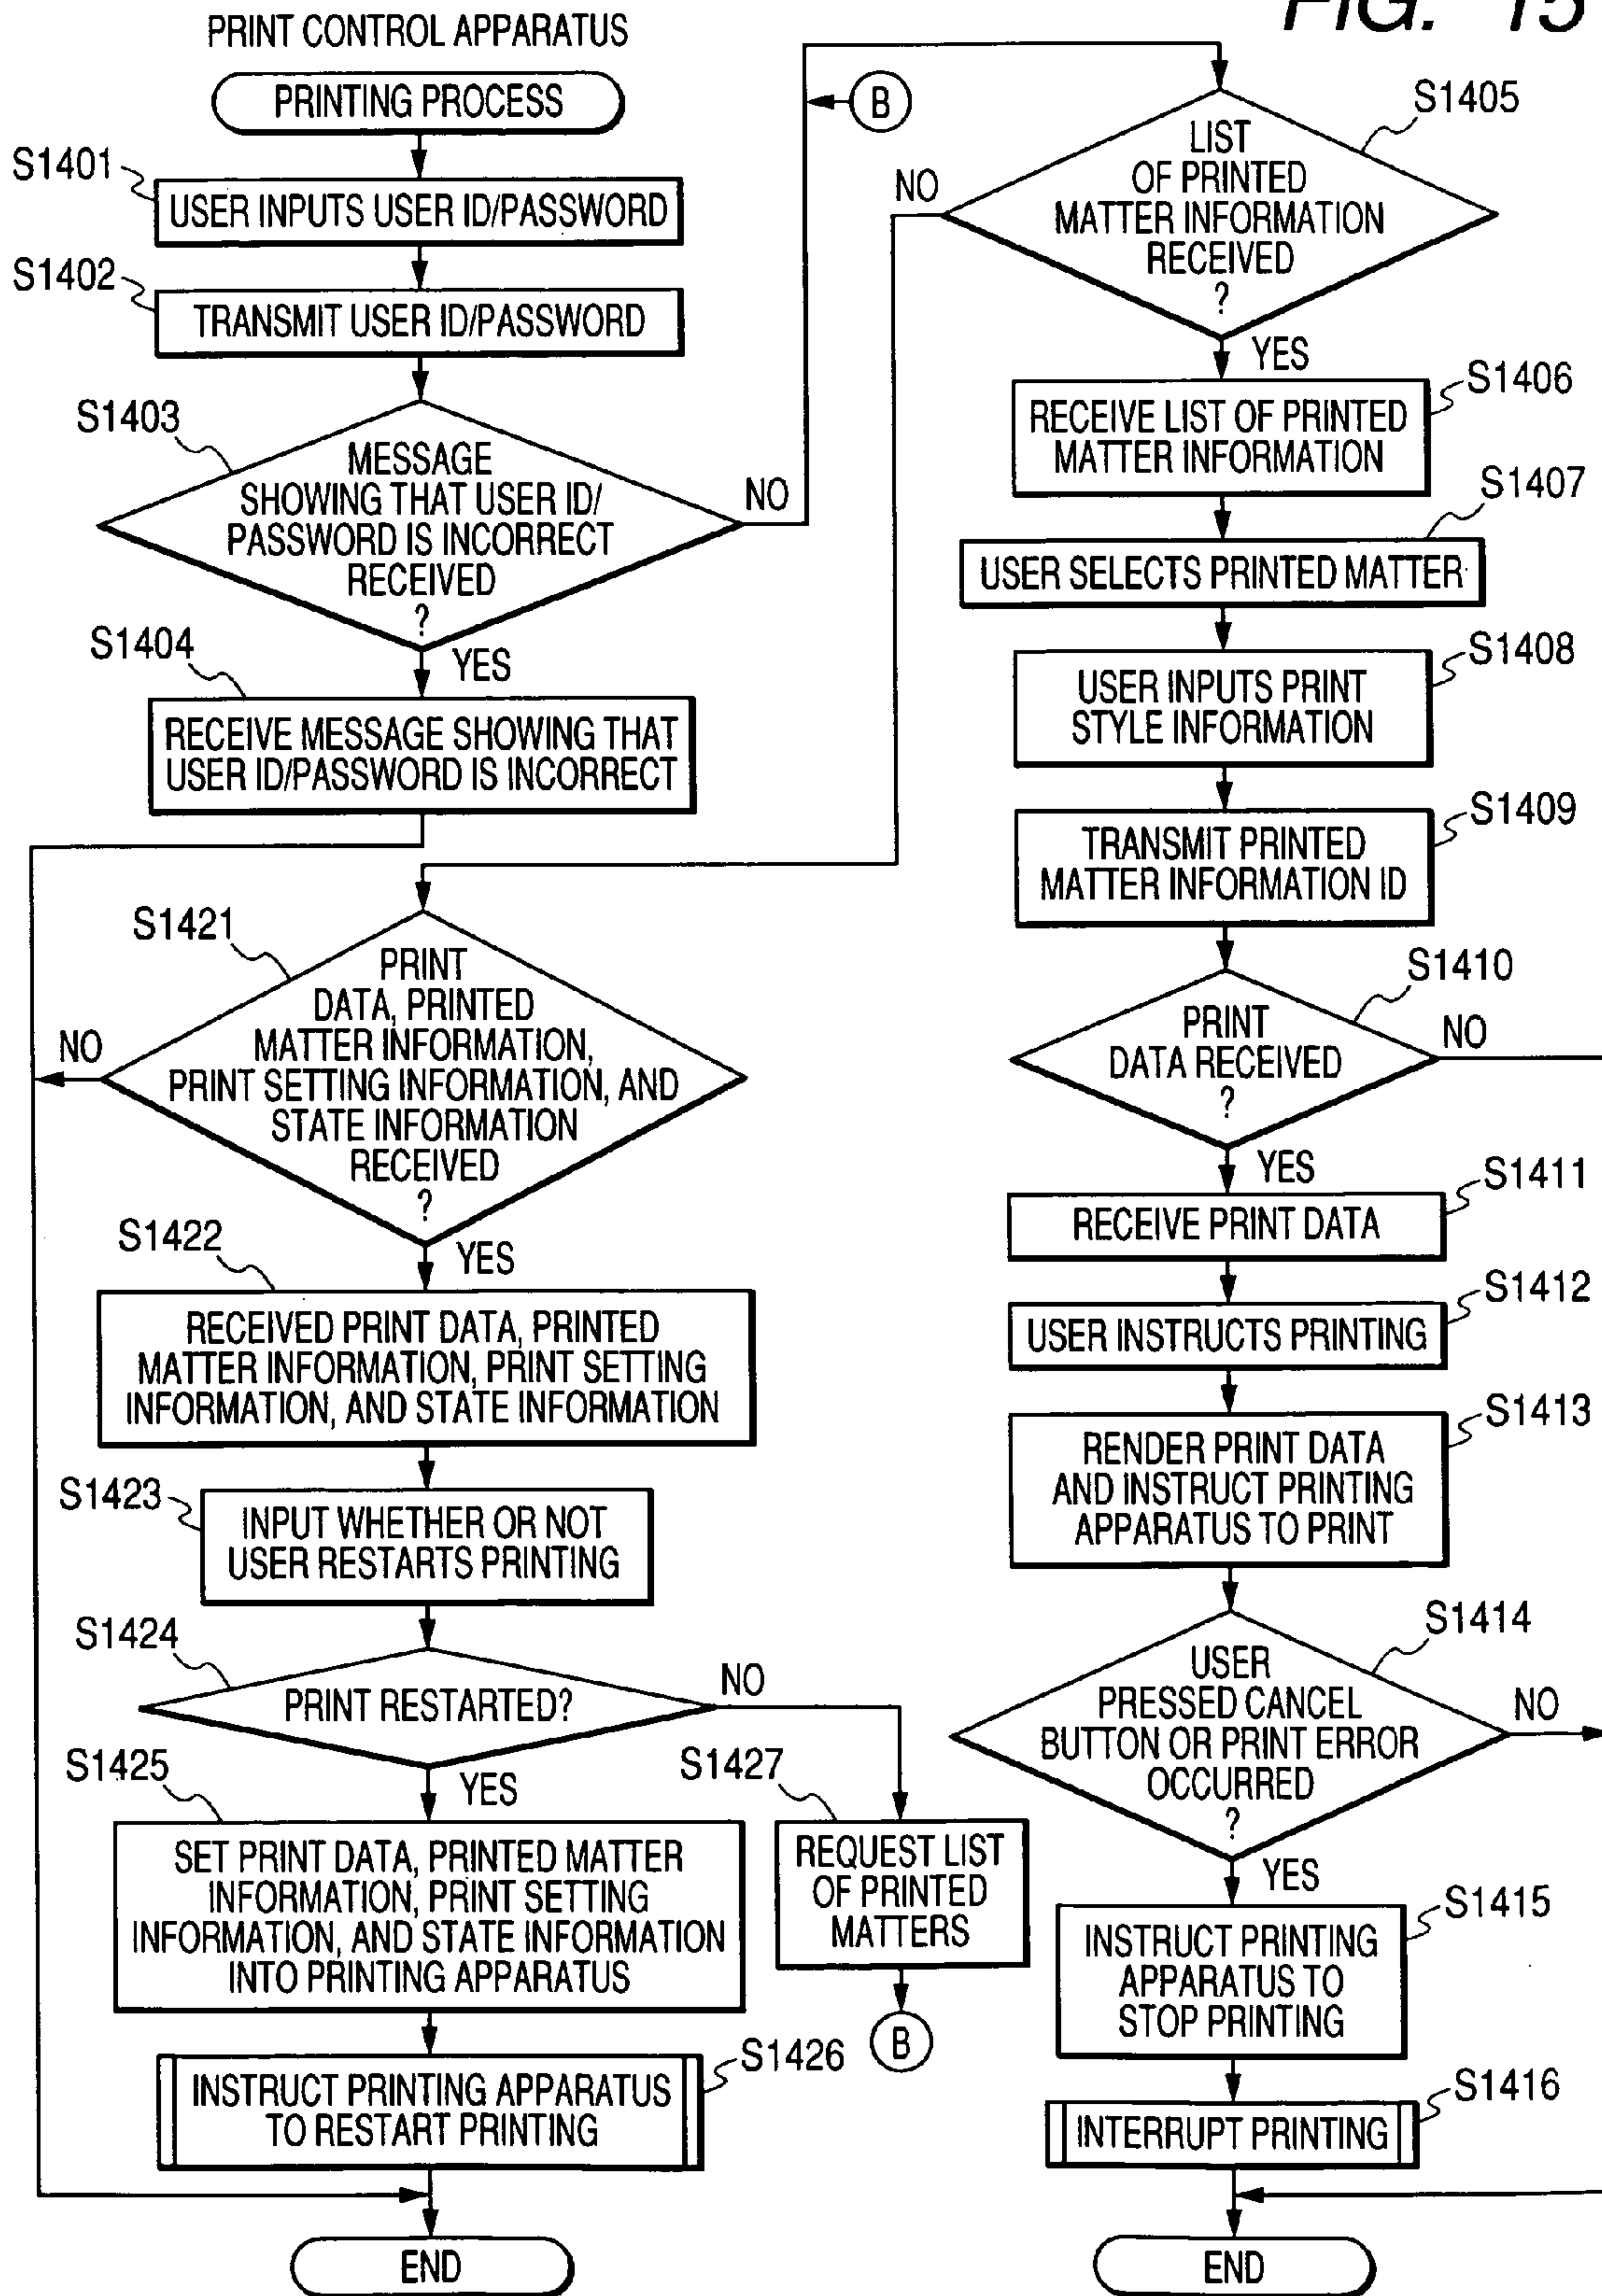 FIG. 15
PRINT CONTROL APPARATUS
PRINTING PROCESS
S1401
USER INPUTS USER ID/PASSWORD
S1402
TRANSMIT USER ID/PASSWORD
S1403
MESSAGE
SHOWING THAT USER ID/
PASSWORD IS INCORRECT
RECEIVED
?
NO
YES
S1404
RECEIVE MESSAGE SHOWING THAT
USER ID/PASSWORD IS INCORRECT
S1421
PRINT
DATA, PRINTED
MATTER INFORMATION,
PRINT SETTING INFORMATION, AND
STATE INFORMATION
RECEIVED
?
NO
YES
S1422
RECEIVED PRINT DATA, PRINTED
MATTER INFORMATION, PRINT SETTING
INFORMATION, AND STATE INFORMATION
S1423
INPUT WHETHER OR NOT
USER RESTARTS PRINTING
S1424
PRINT RESTARTED?
NO
YES
S1425
SET PRINT DATA, PRINTED MATTER
INFORMATION, PRINT SETTING
INFORMATION, AND STATE INFORMATION
INTO PRINTING APPARATUS
S1427
REQUEST LIST
OF PRINTED
MATTERS
B
S1426
INSTRUCT PRINTING APPARATUS
TO RESTART PRINTING
END
B
S1405
LIST
OF PRINTED
MATTER INFORMATION
RECEIVED
?
NO
YES
S1406
RECEIVE LIST OF PRINTED
MATTER INFORMATION
S1407
USER SELECTS PRINTED MATTER
S1408
USER INPUTS PRINT
STYLE INFORMATION
S1409
TRANSMIT PRINTED
MATTER INFORMATION ID
S1410
PRINT
DATA RECEIVED
?
NO
YES
S1411
RECEIVE PRINT DATA
S1412
USER INSTRUCTS PRINTING
S1413
RENDER PRINT DATA
AND INSTRUCT PRINTING
APPARATUS TO PRINT
S1414
USER
PRESSED CANCEL
BUTTON OR PRINT ERROR
OCCURRED
?
NO
YES
S1415
INSTRUCT PRINTING
APPARATUS TO
STOP PRINTING
S1416
INTERRUPT PRINTING
END